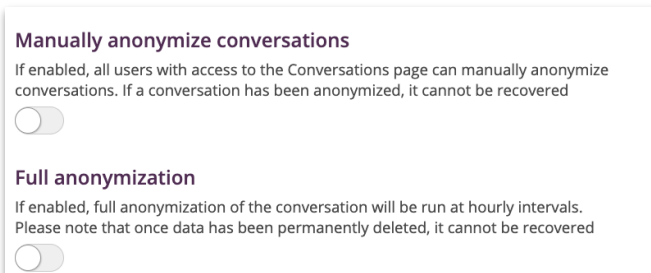 Manually anonymize conversations
If enabled, all users with access to the Conversations page can manually anonymize
conversations. If a conversation has been anonymized, it cannot be recovered
Full anonymization
If enabled, full anonymization of the conversation will be run at hourly intervals.
Please note that once data has been permanently deleted, it cannot be recovered